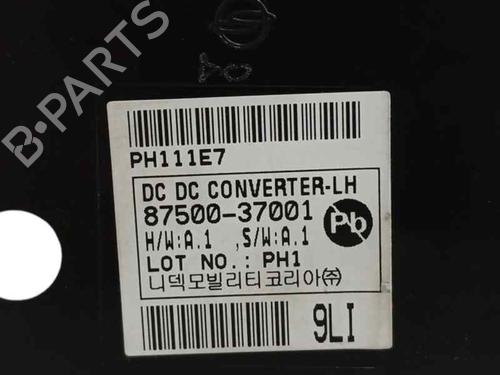 PH111E7
DC DC CONVERTER-LH
87500-37001
Pb
H/W:A.1 ,S/W:A.1
LOT NO.: PH1
니덱모빌리티코리아㈜
9LI
B-PARTS